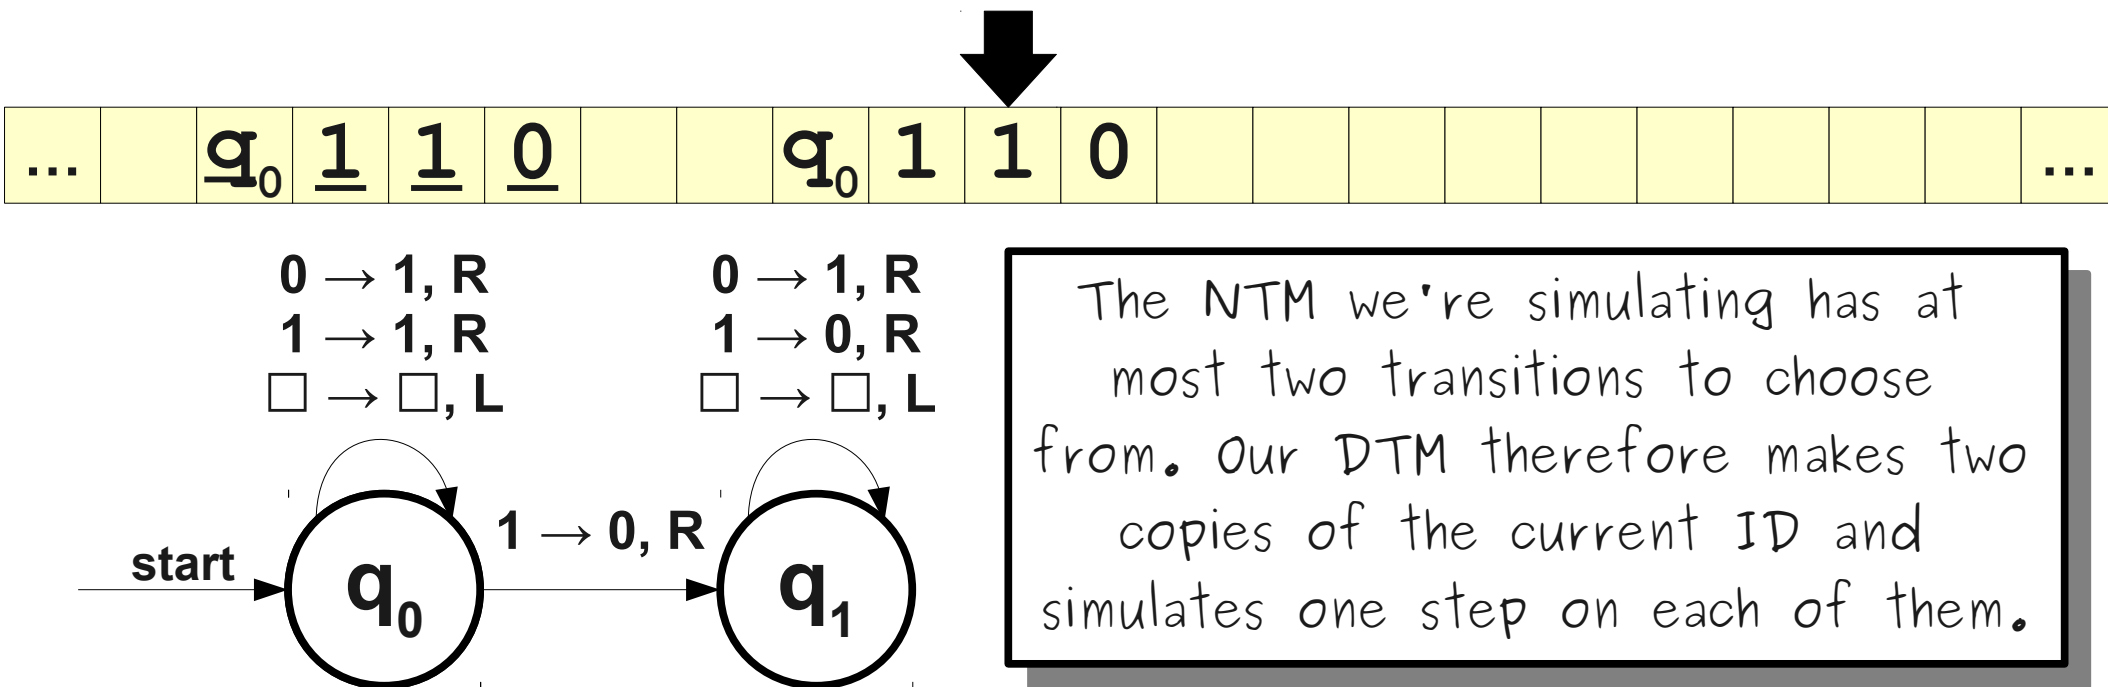 ... q0 1 1 0 q0 1 1 0 ...
0 → 1, R
1 → 1, R
□ → □, L
0 → 1, R
1 → 0, R
□ → □, L
start
q0
1 → 0, R
q1
The NTM we're simulating has at
most two transitions to choose
from. Our DTM therefore makes two
copies of the current ID and
simulates one step on each of them.